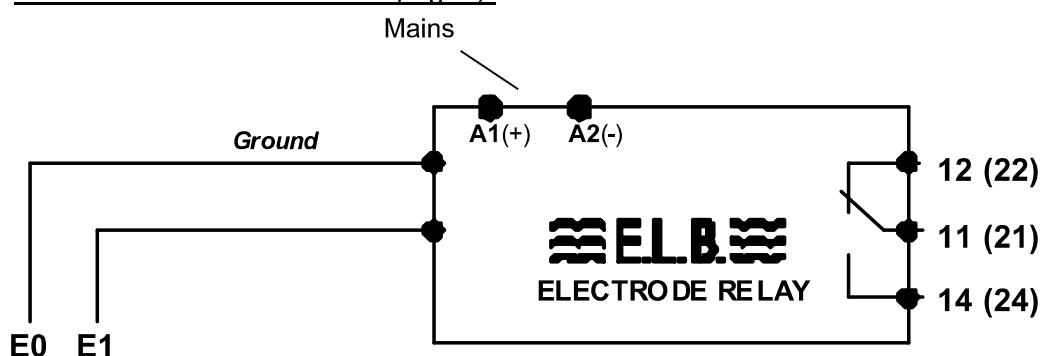 Mains
Ground
A1(+) A2(-)
12 (22)
E.L.B.
11 (21)
ELECTRODE RELAY
14 (24)
E0 E1